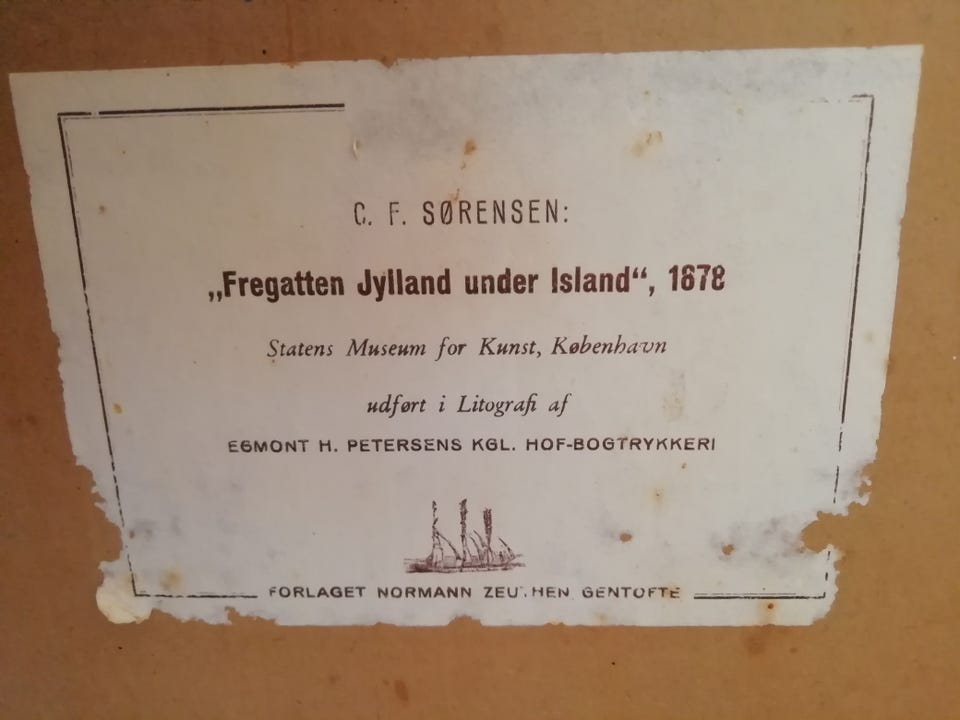 C. F. SØRENSEN:
„Fregatten Jylland under Island“, 1878
Statens Museum for Kunst, København
udført i Litografi af
EGMONT H. PETERSENS KGL. HOF-BOGTRYKKERI
FORLAGET NORMANN ZEUTHEN GENTOFTE